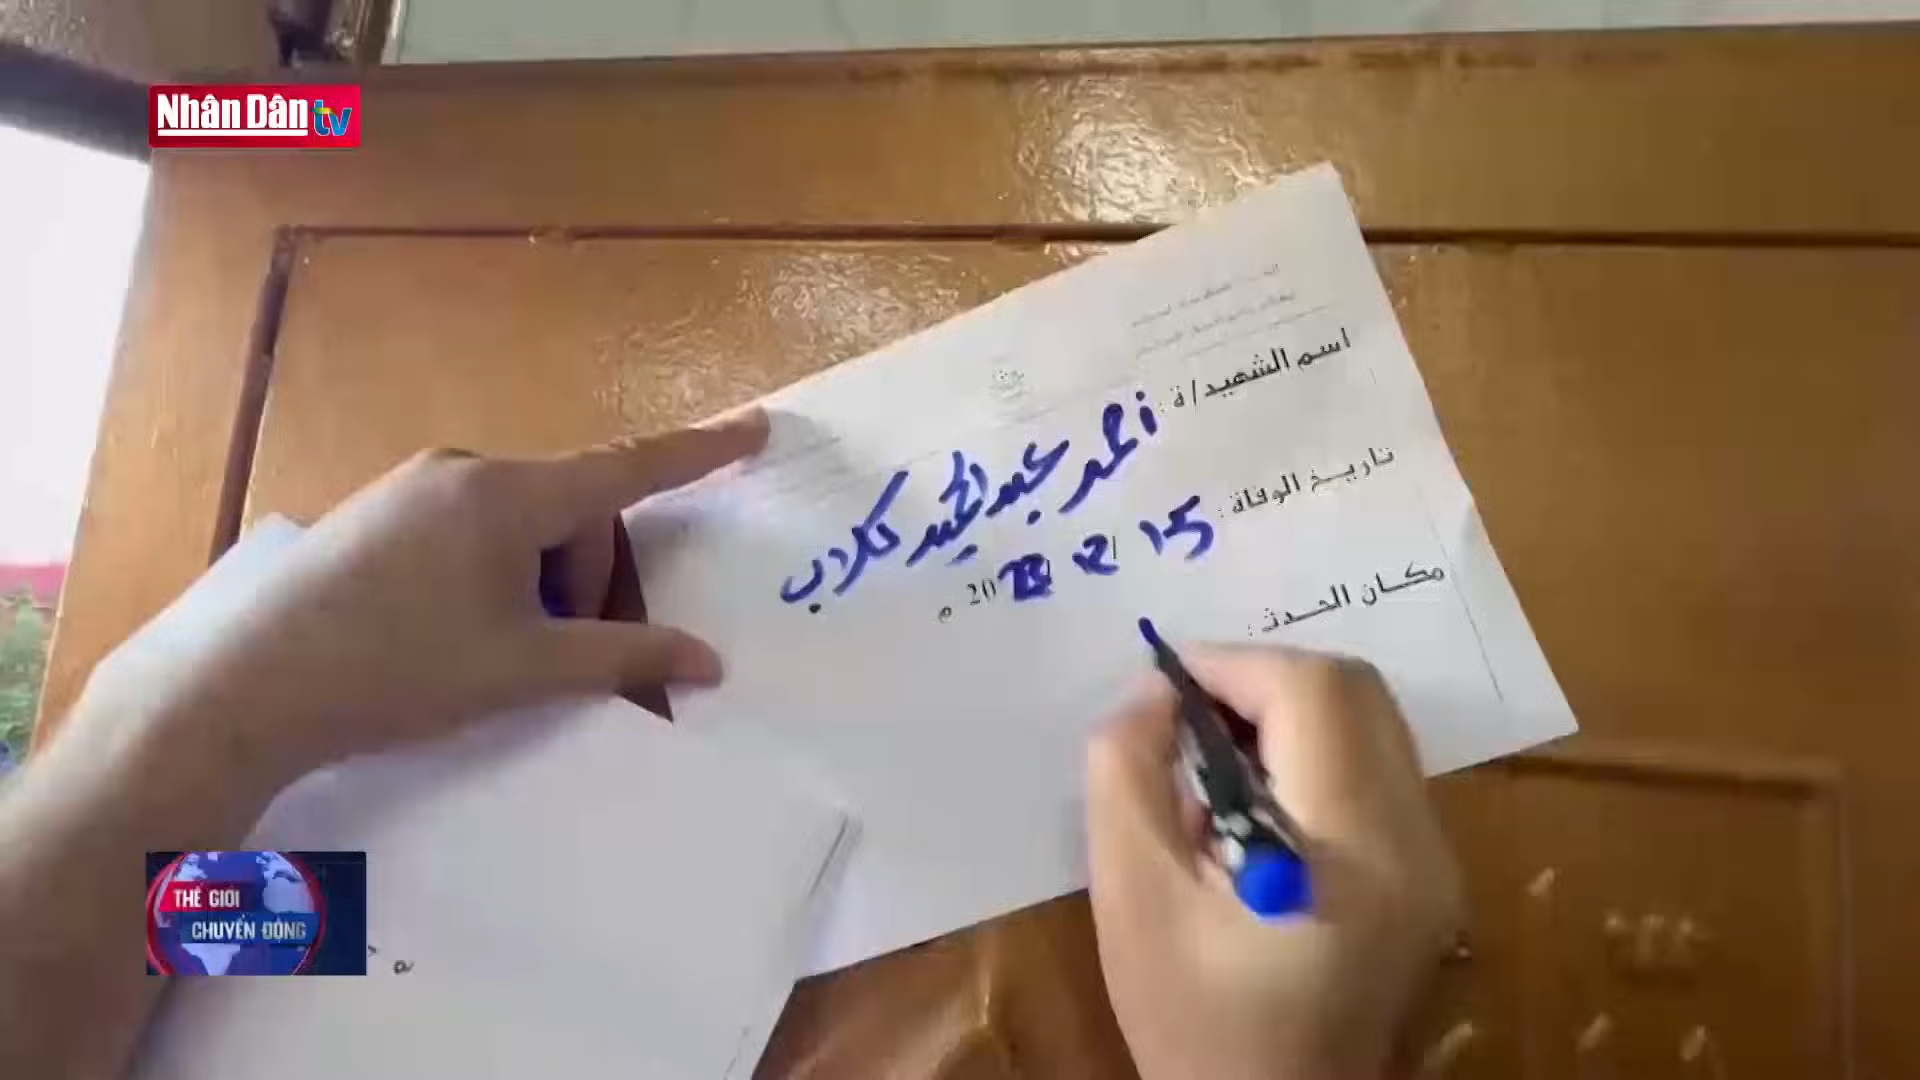 Nhân Dân tv
اسم الشهيد/ة : أحمد عبد الحميد كلاب
تاريخ الوفاة : 15 / 12 20 م
مكان الحدث :
THẾ GIỚI
CHUYỂN ĐỘNG